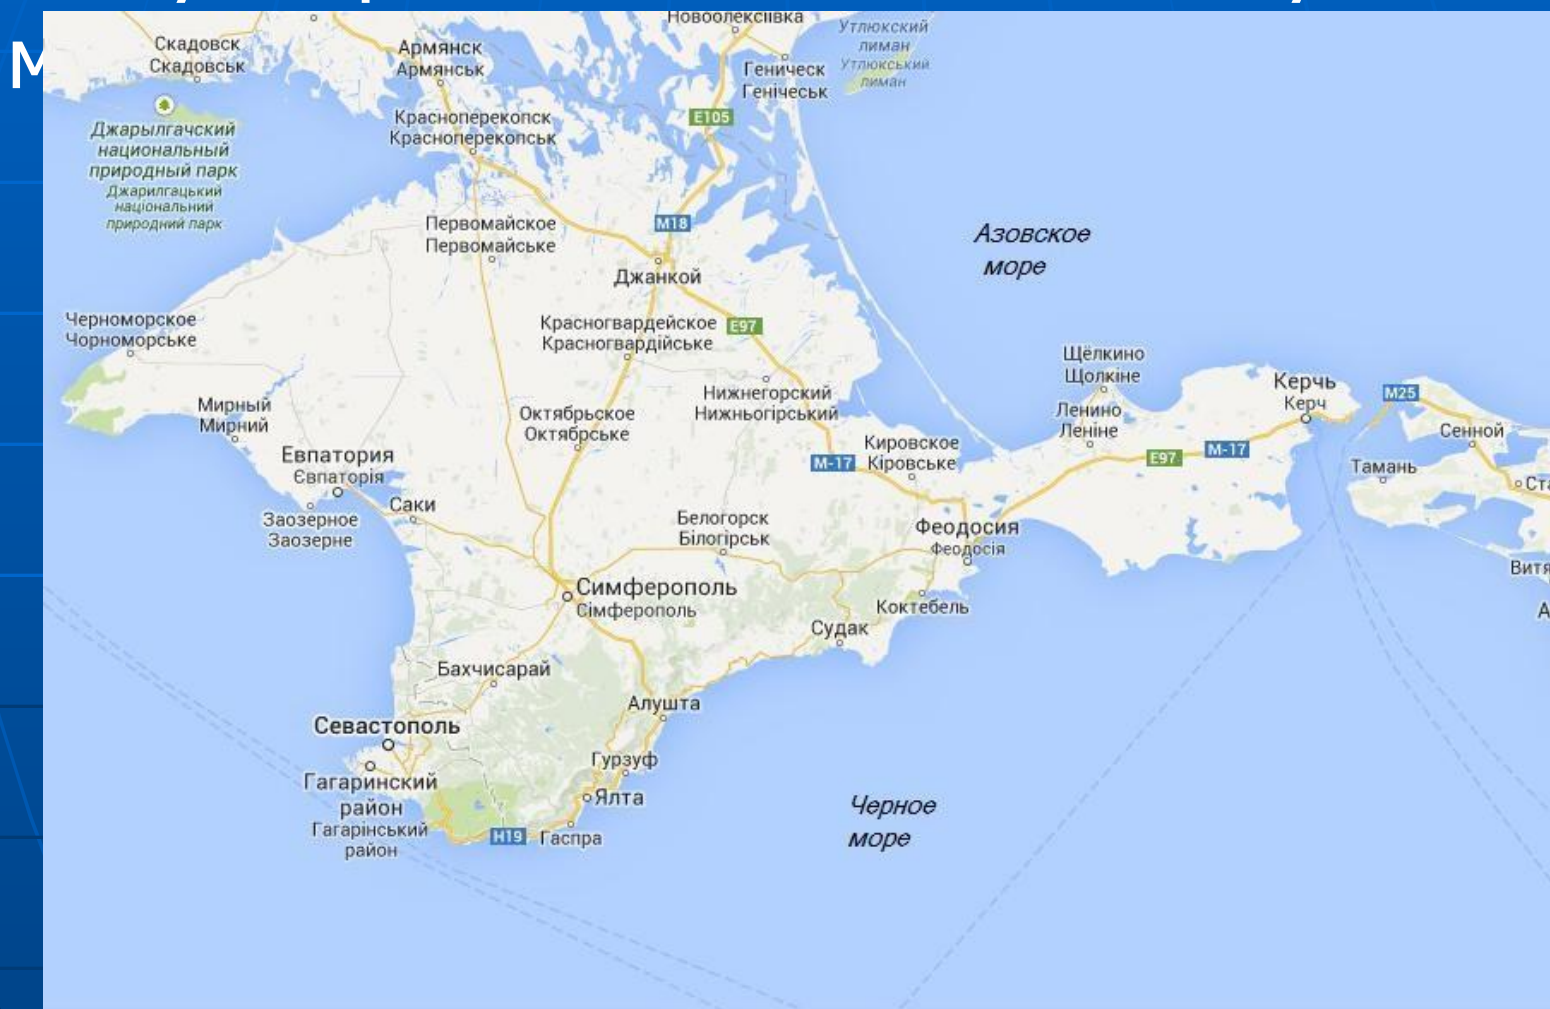 М
Новоолексіївка
Утлюкский
лиман
Утлюкський
лиман
Скадовск
Скадовськ
Армянск
Армянськ
Геническ
Генічеськ
Джарылгачский
национальный
природный парк
Джарилгацький
національний
природний парк
Красноперекопск
Красноперекопськ
E105
Первомайское
Первомайське
M18
Азовское
море
Джанкой
Черноморское
Чорноморське
Красногвардейское
Красногвардійське
E97
Щёлкино
Щолкіне
Керчь
Керч
M25
Мирный
Мирний
Нижнегорский
Нижньогірський
Октябрьское
Октябрське
Ленино
Леніне
Сенной
Кировское
Кіровське
M-17
E97
M-17
Евпатория
Євпаторія
Тамань
Саки
Заозерное
Заозерне
Белогорск
Білогірськ
Феодосия
Феодосія
Симферополь
Сімферополь
Коктебель
Судак
Бахчисарай
Алушта
Севастополь
Гурзуф
Гагаринский
район
Гагарінський
район
Ялта
H19
Гаспра
Черное
море